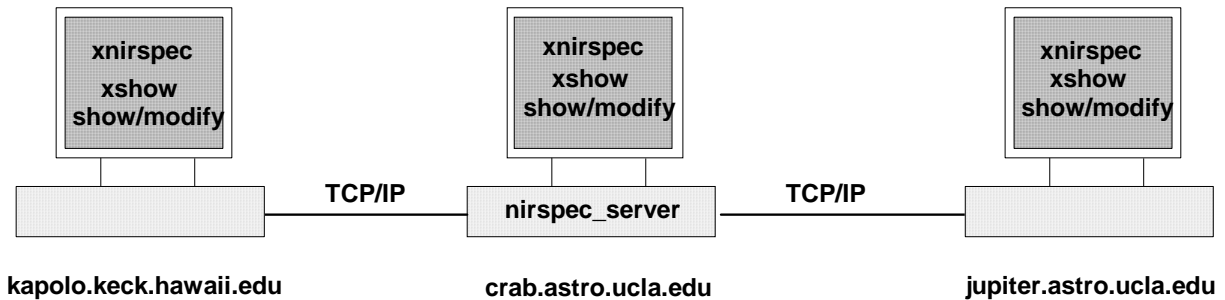 xnirspec
xshow
show/modify
xnirspec
xshow
show/modify
xnirspec
xshow
show/modify
TCP/IP
nirspec_server
TCP/IP
kapolo.keck.hawaii.edu
crab.astro.ucla.edu
jupiter.astro.ucla.edu